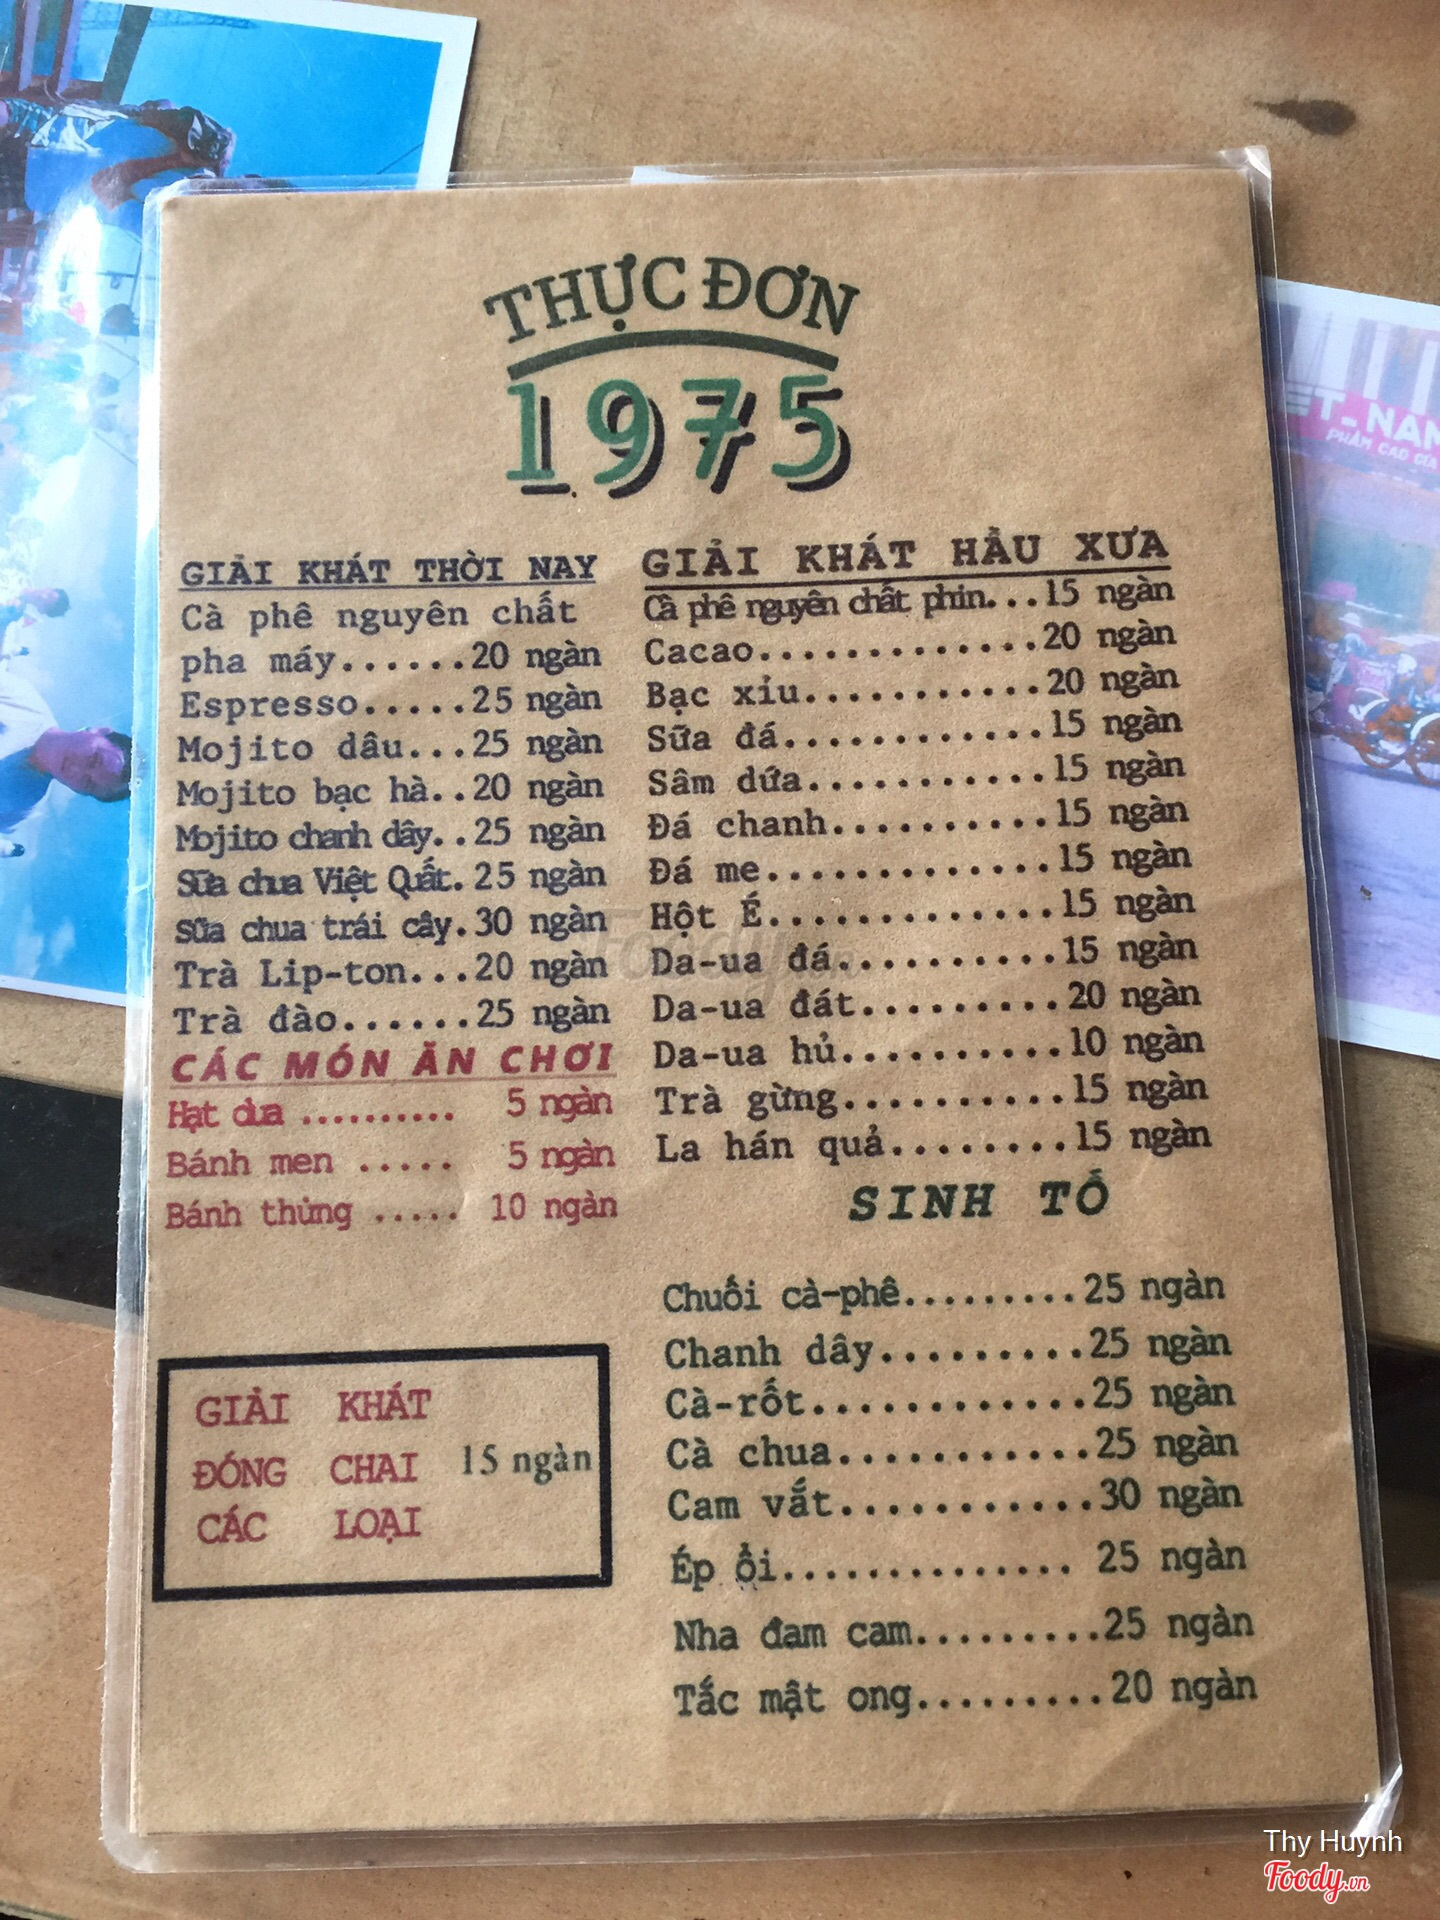 THỰC ĐƠN
1975
GIẢI KHÁT THỜI NAY
Cà phê nguyên chất
pha máy......20 ngàn
Espresso.....25 ngàn
Mojito dâu...25 ngàn
Mojito bạc hà..20 ngàn
Mojito chanh dây..25 ngàn
Sữa chua Việt Quất.25 ngàn
Sữa chua trái cây.30 ngàn
Trà Lip-ton...20 ngàn
Trà đào......25 ngàn
CÁC MÓN ĂN CHƠI
Hạt dưa .......... 5 ngàn
Bánh men ..... 5 ngàn
Bánh thửng ..... 10 ngàn
GIẢI KHÁT
ĐÓNG CHAI 15 ngàn
CÁC LOẠI
GIẢI KHÁT HẦU XƯA
Cà phê nguyên chất phin...15 ngàn
Cacao.............20 ngàn
Bạc xỉu...........20 ngàn
Sữa đá............15 ngàn
Sâm dứa...........15 ngàn
Đá chanh..........15 ngàn
Đá me.............15 ngàn
Hột É.............15 ngàn
Da-ua đá..........15 ngàn
Da-ua đát.........20 ngàn
Da-ua hủ..........10 ngàn
Trà gừng..........15 ngàn
La hán quả........15 ngàn
SINH TỐ
Chuối cà-phê.........25 ngàn
Chanh dây..........25 ngàn
Cà-rốt............25 ngàn
Cà chua...........25 ngàn
Cam vắt...........30 ngàn
Ép ổi.............. 25 ngàn
Nha đam cam.........25 ngàn
Tắc mật ong.........20 ngàn
ET-NAM
PHẨM CAO
Foody
Thy Huỳnh
Foody.vn